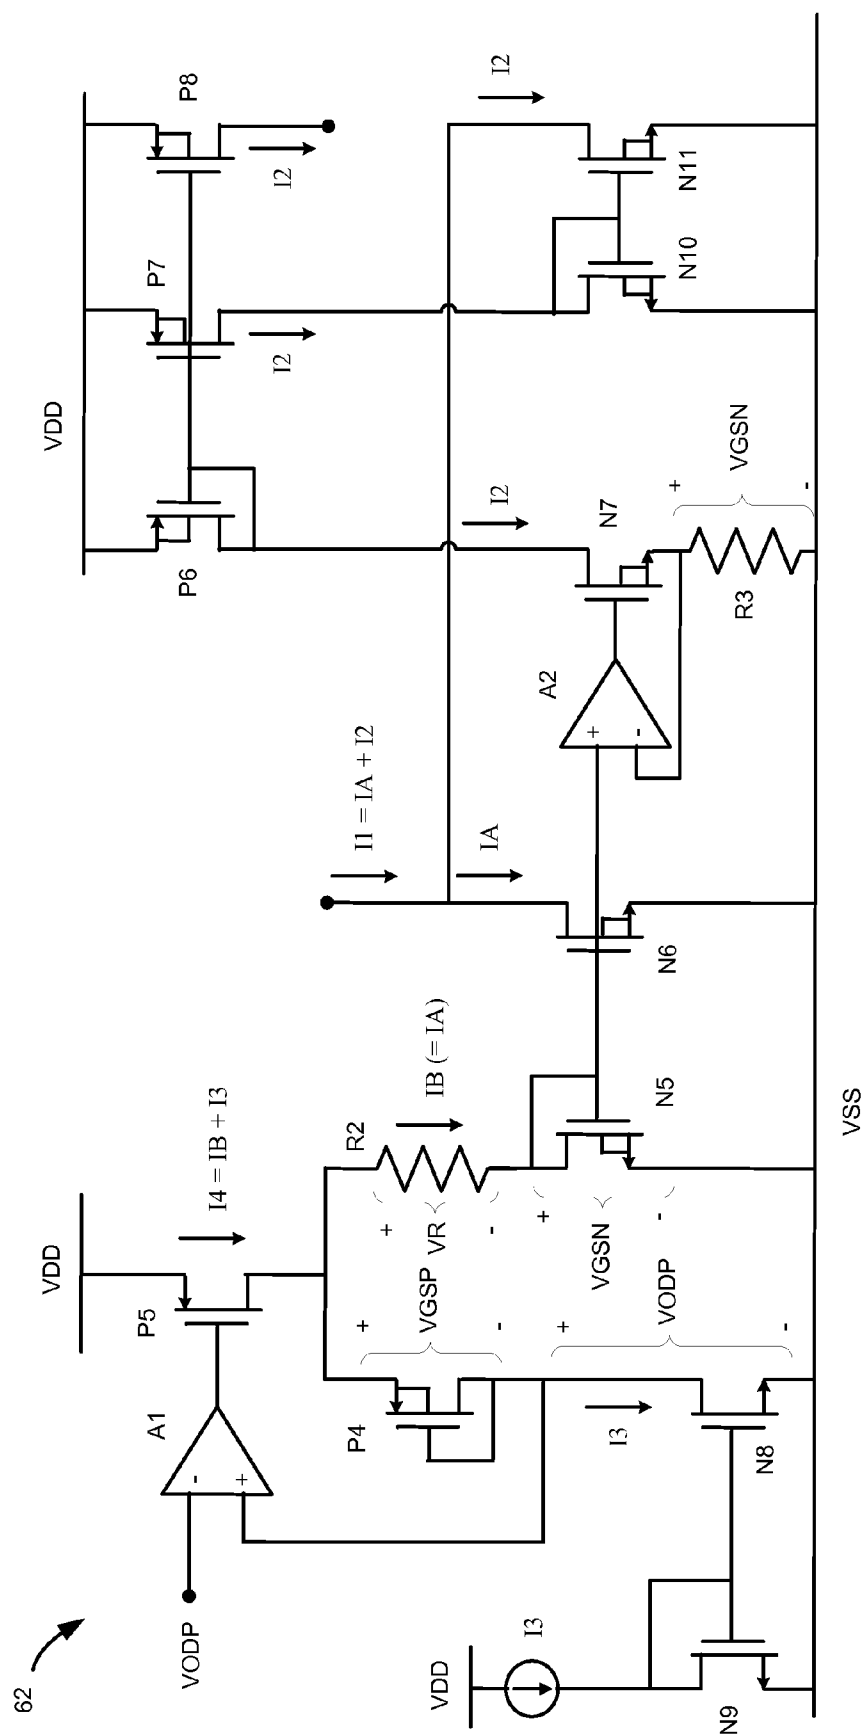 62
VODP
A1
P5
VDD
I4 = IB + I3
VDD
I3
N9
N8
P4
+
VGSP
-
+
VODP
-
I3
-
+
R2
+
VR
-
IB (= IA)
+
VGSN
-
N5
VSS
N6
I1 = IA + I2
IA
A2
+
-
N7
I2
R3
+
VGSN
-
VDD
P6
P7
P8
I2
I2
I2
N10
N11